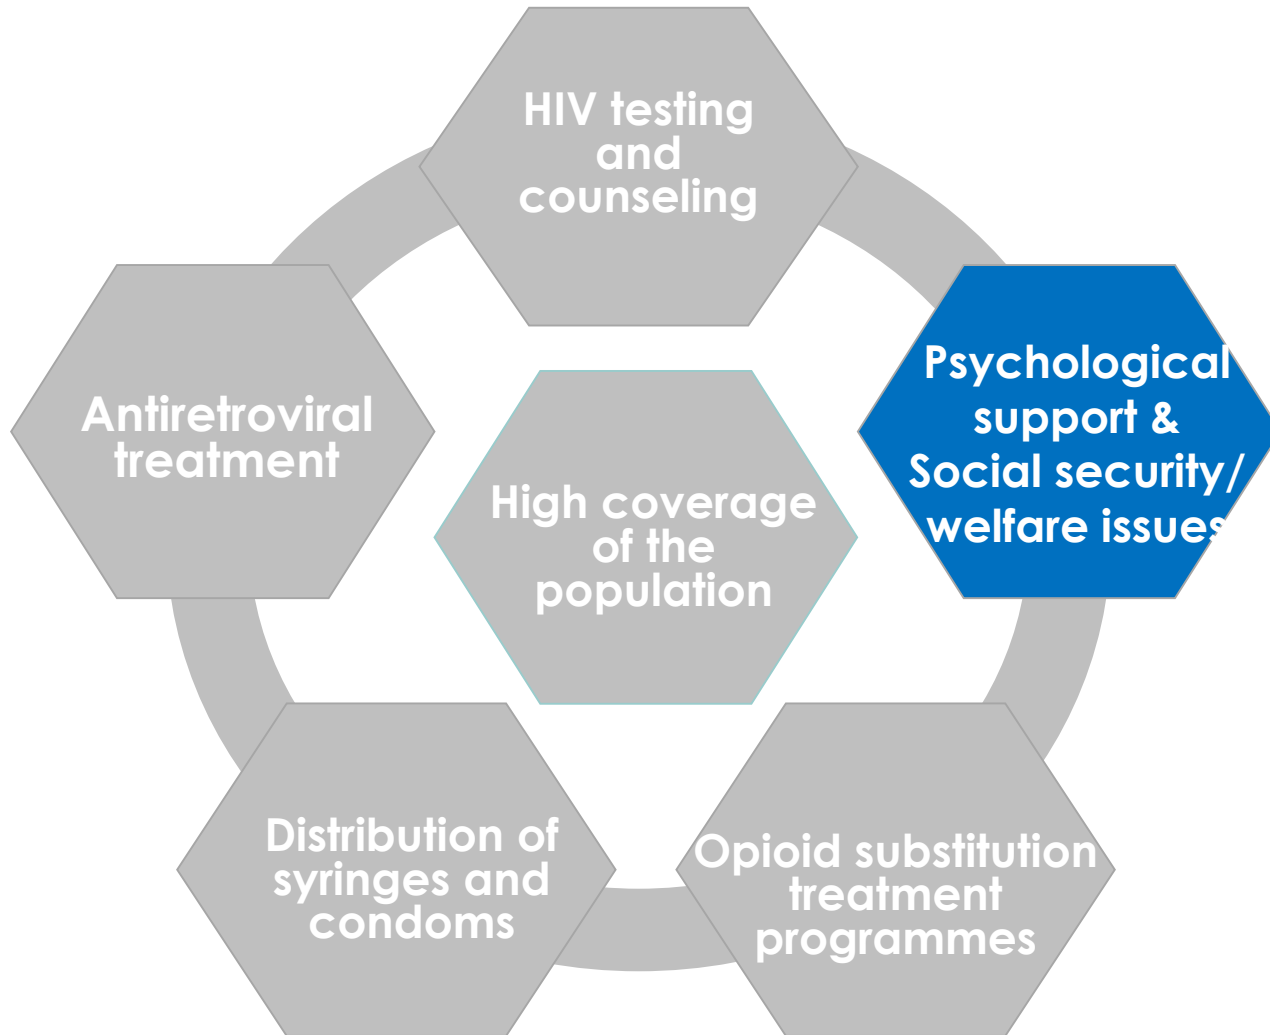 HIV testing
and
counseling
Psychological
support &
Social security/
welfare issues
Antiretroviral
treatment
High coverage
of the
population
Distribution of
syringes and
condoms
Opioid substitution
treatment
programmes